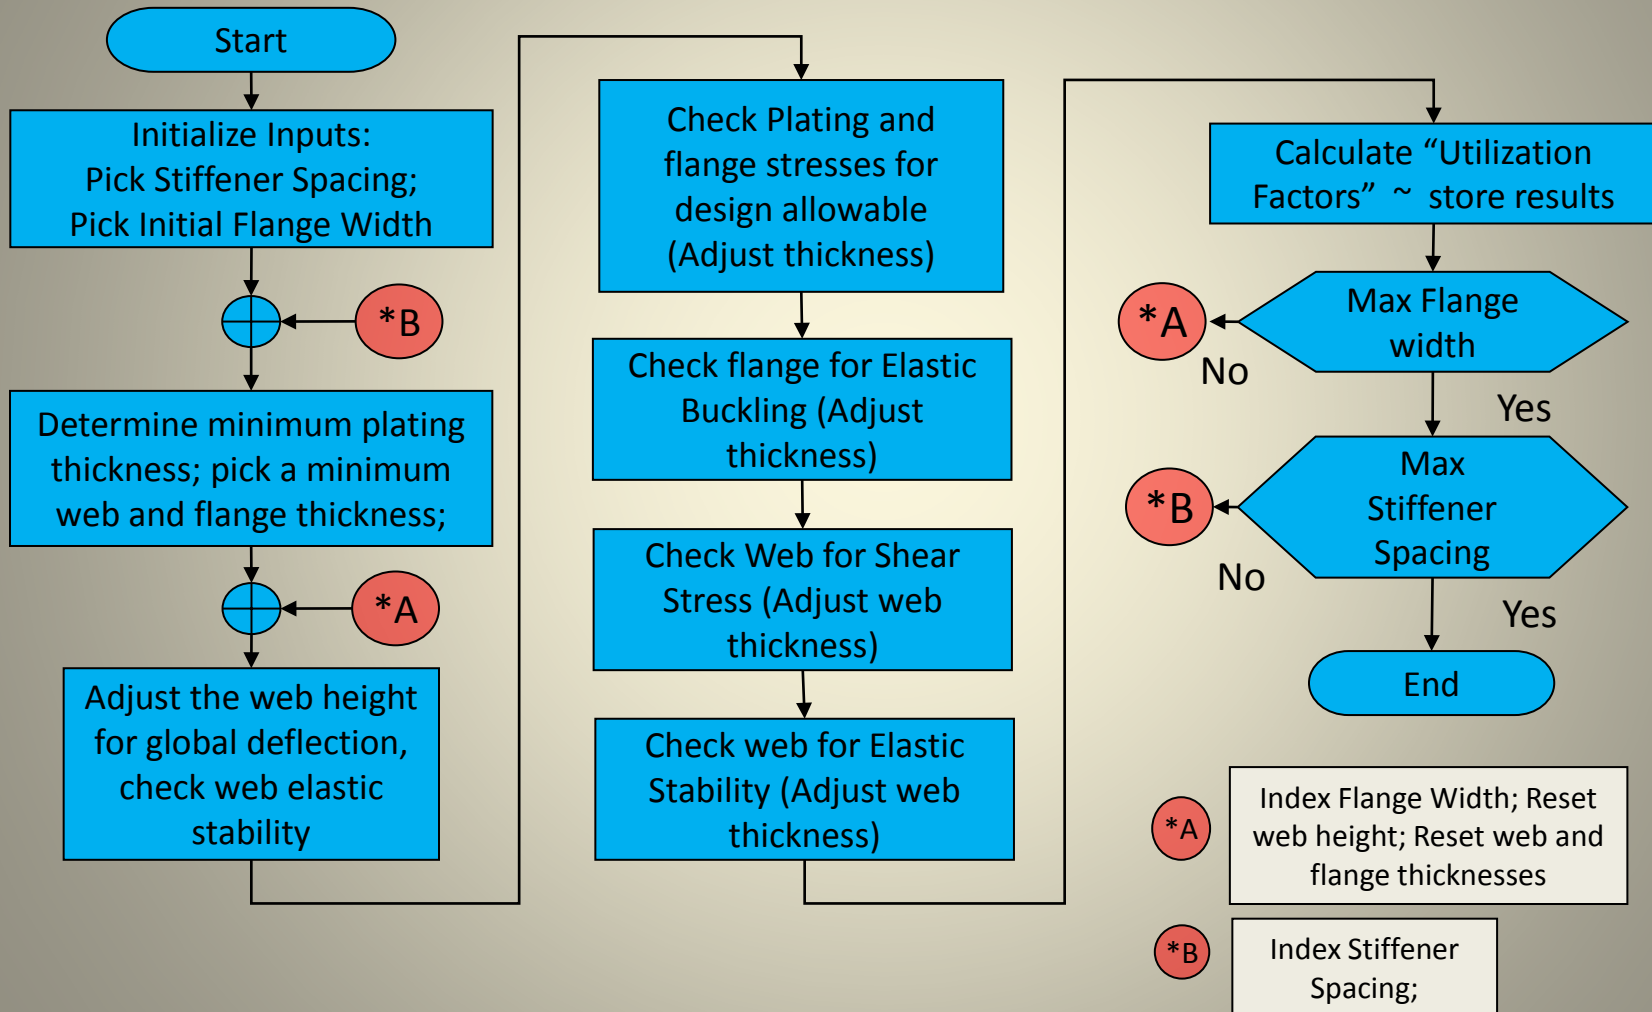 Start
Initialize Inputs:
Pick Stiffener Spacing;
Pick Initial Flange Width
*B
Determine minimum plating
thickness; pick a minimum
web and flange thickness;
*A
Adjust the web height
for global deflection,
check web elastic
stability
Check Plating and
flange stresses for
design allowable
(Adjust thickness)
Check flange for Elastic
Buckling (Adjust
thickness)
Check Web for Shear
Stress (Adjust web
thickness)
Check web for Elastic
Stability (Adjust web
thickness)
Calculate “Utilization
Factors” ~ store results
Max Flange
width
*A
No
Yes
Max
Stiffener
Spacing
*B
No
Yes
End
*A
Index Flange Width; Reset
web height; Reset web and
flange thicknesses
*B
Index Stiffener
Spacing;